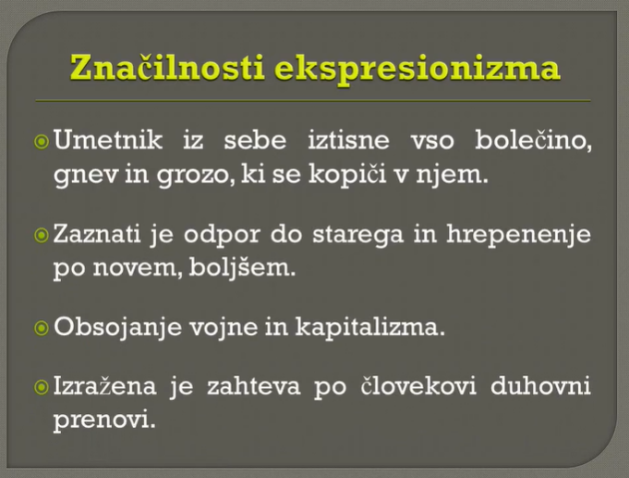 Značilnosti ekspresionizma
Umetnik iz sebe iztisne vso bolečino,
gnev in grozo, ki se kopiči v njem.
Zaznati je odpor do starega in hrepenenje
po novem, boljšem.
Obsojanje vojne in kapitalizma.
Izražena je zahteva po človekovi duhovni
prenovi.